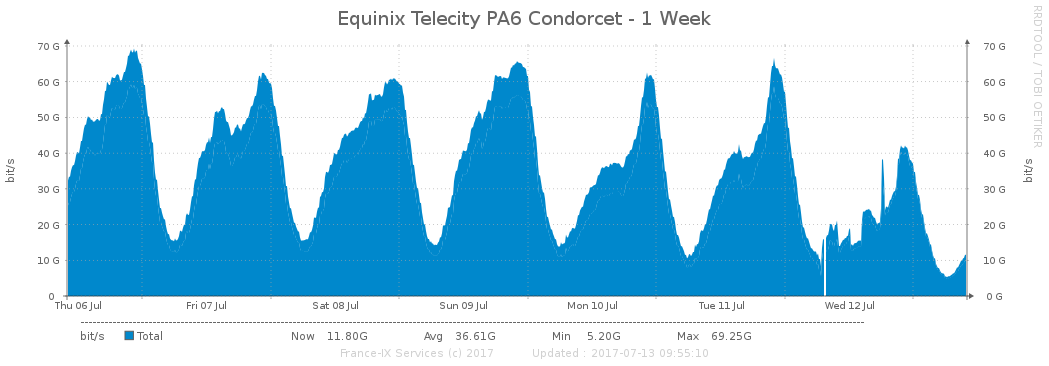 Equinix Telecity PA6 Condorcet - 1 Week
RRDTOOL / TOBI OETIKER
bit/s
70 G
60 G
50 G
40 G
30 G
20 G
10 G
0
70 G
60 G
50 G
40 G
30 G
20 G
10 G
0 G
bit/s
Thu 06 Jul Fri 07 Jul Sat 08 Jul Sun 09 Jul Mon 10 Jul Tue 11 Jul Wed 12 Jul
bit/s Total Now 11.80G Avg 36.61G Min 5.20G Max 69.25G
France-IX Services (c) 2017 Updated : 2017-07-13 09:55:10